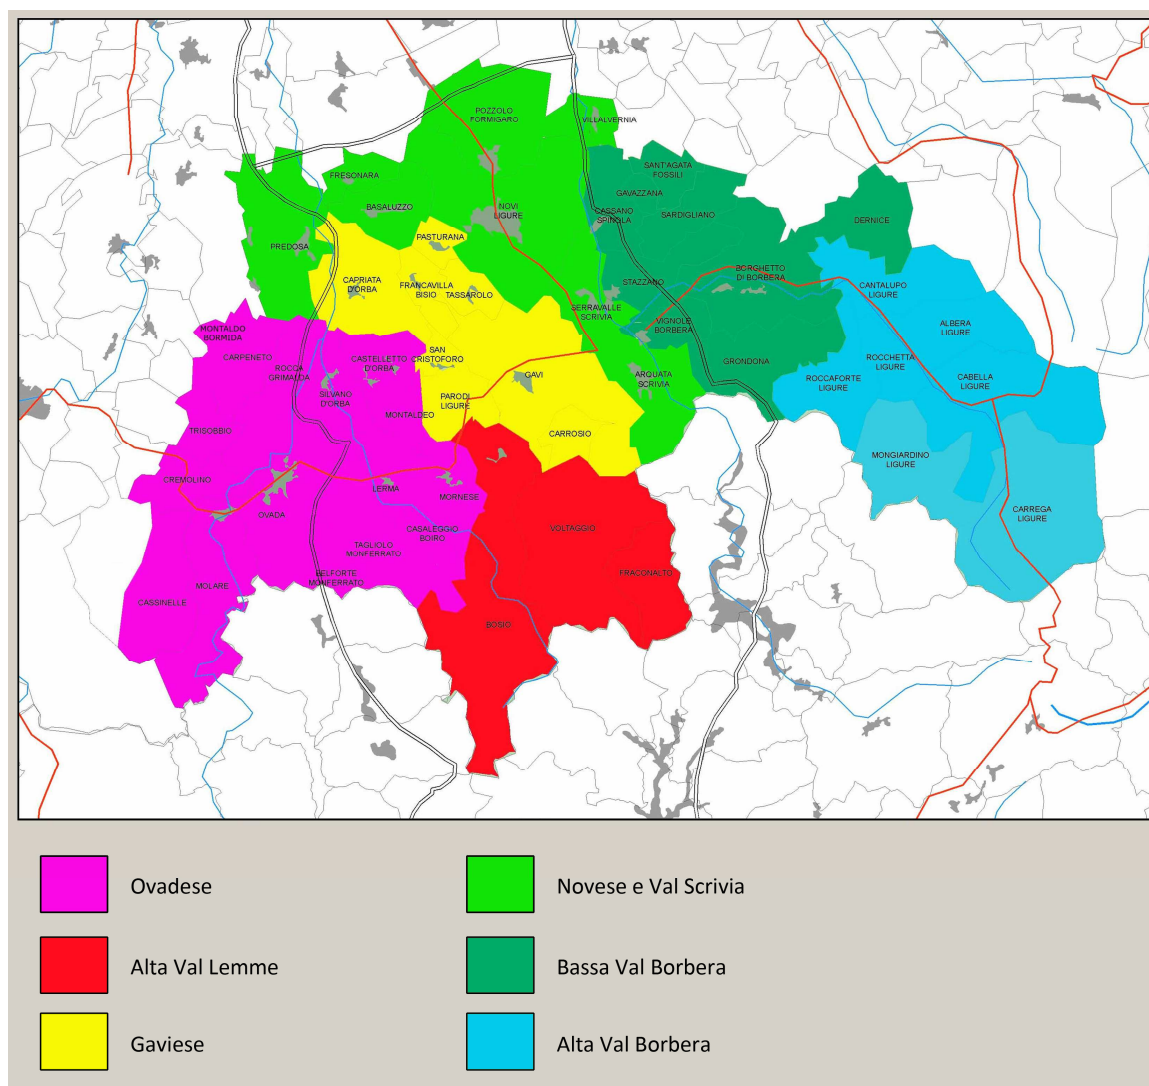 POZZOLO
FORMIGARO
VILLALVERNIA
FRESONARA
SANT'AGATA
FOSSILI
GAVAZZANA
BASALUZZO
NOVI
LIGURE
CASSANO
SPINOLA
SARDIGLIANO
DERNICE
PASTURANA
PREDOSA
BORGHETTO
DI BORBERA
CAPRIATA
D'ORBA
FRANCAVILLA
BISIO
TASSAROLO
STAZZANO
CANTALUPO
LIGURE
SERRAVALLE
SCRIVIA
VIGNOLE
BORBERA
ALBERA
LIGURE
MONTALDO
BORMIDA
CARPENETO
ROCCA
GRIMALDA
CASTELLETTO
D'ORBA
SAN
CRISTOFORO
GRONDONA
ROCCHETTA
LIGURE
GAVI
ARQUATA
SCRIVIA
ROCCAFORTE
LIGURE
CABELLA
LIGURE
SILVANO
D'ORBA
PARODI
LIGURE
MONTALDEO
TRISOBBIO
CARROSIO
MONGIARDINO
LIGURE
CREMOLINO
LERMA
MORNESE
OVADA
CARREGA
LIGURE
CASALEGGIO
BOIRO
VOLTAGGIO
TAGLIOLO
MONFERRATO
BELFORTE
MONFERRATO
FRACONALTO
MOLARE
CASSINELLE
BOSIO
Ovadese
Novese e Val Scrivia
Alta Val Lemme
Bassa Val Borbera
Gaviese
Alta Val Borbera